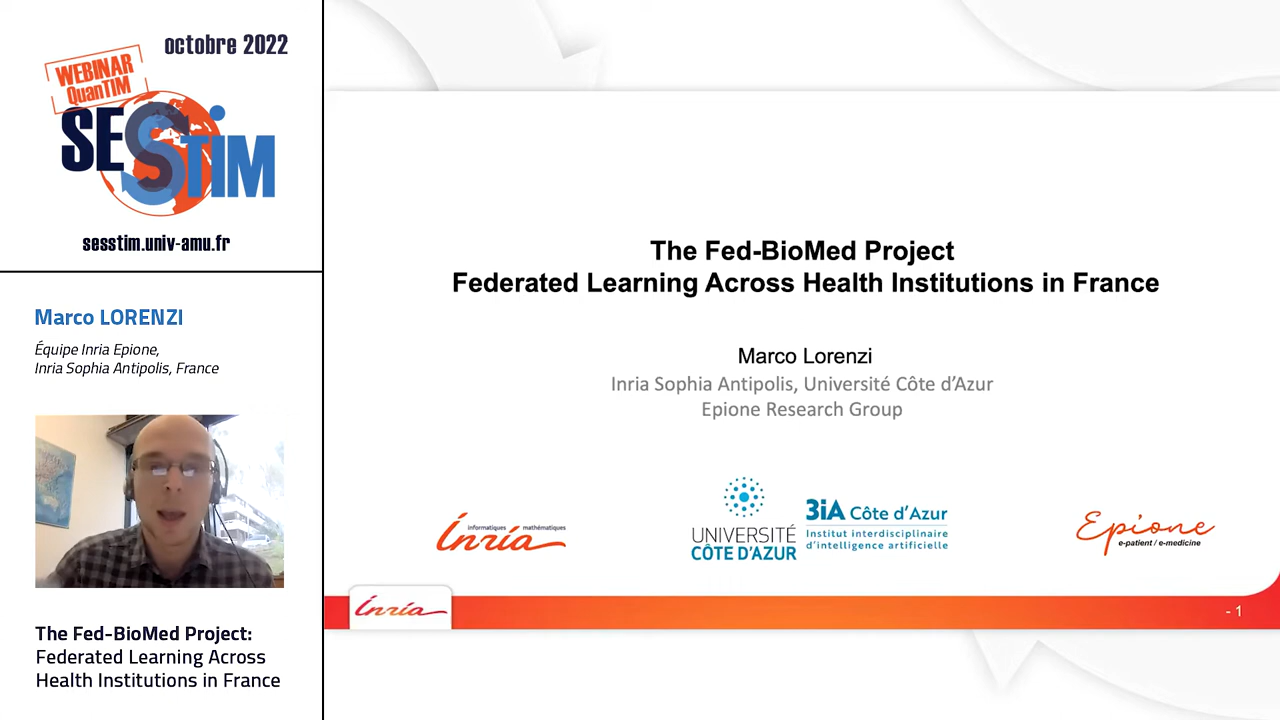 octobre 2022
WEBINAR
QuanTIM
SESSTIM
sesstim.univ-amu.fr
Marco LORENZI
Équipe Inria Epione,
Inria Sophia Antipolis, France
The Fed-BioMed Project:
Federated Learning Across
Health Institutions in France
The Fed-BioMed Project
Federated Learning Across Health Institutions in France
Marco Lorenzi
Inria Sophia Antipolis, Université Côte d’Azur
Epione Research Group
informatiques mathématiques
Inria
UNIVERSITÉ
CÔTE D'AZUR
3iA Côte d'Azur
Institut interdisciplinaire
d'intelligence artificielle
Epione
e-patient / e-medicine
Inria
- 1